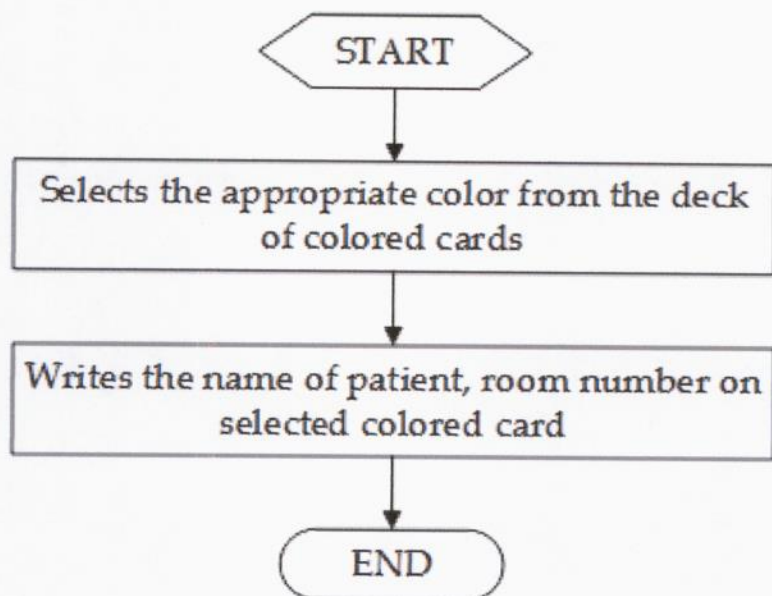 START
Selects the appropriate color from the deck
of colored cards
Writes the name of patient, room number on
selected colored card
END